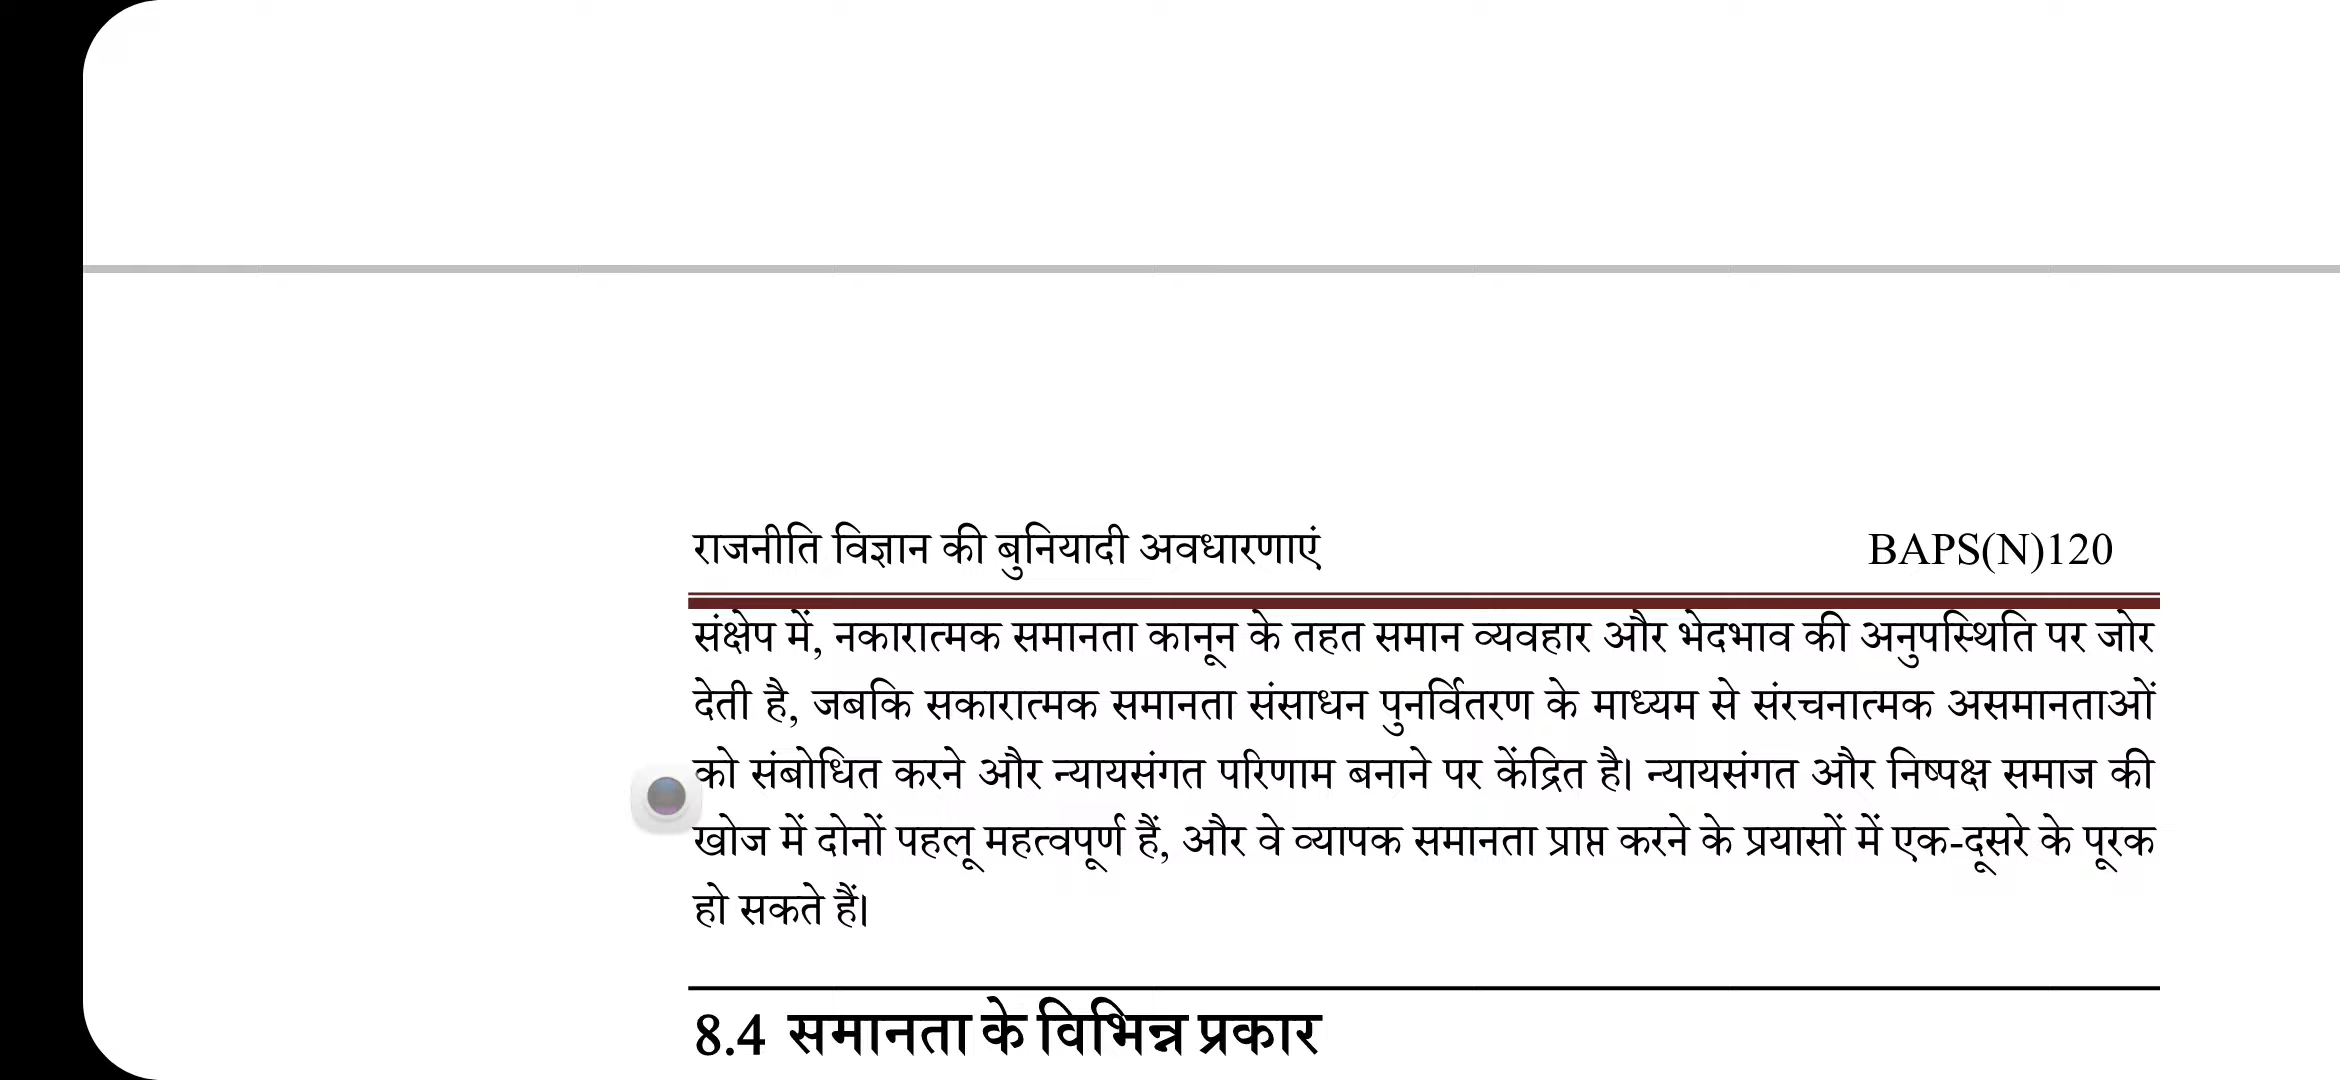 राजनीति विज्ञान की बुनियादी अवधारणाएं BAPS(N)120
संक्षेप में, नकारात्मक समानता कानून के तहत समान व्यवहार और भेदभाव की अनुपस्थिति पर जोर
देती है, जबकि सकारात्मक समानता संसाधन पुनर्वितरण के माध्यम से संरचनात्मक असमानताओं
को संबोधित करने और न्यायसंगत परिणाम बनाने पर केंद्रित है। न्यायसंगत और निष्पक्ष समाज की
खोज में दोनों पहलू महत्वपूर्ण हैं, और वे व्यापक समानता प्राप्त करने के प्रयासों में एक-दूसरे के पूरक
हो सकते हैं।
8.4 समानता के विभिन्न प्रकार